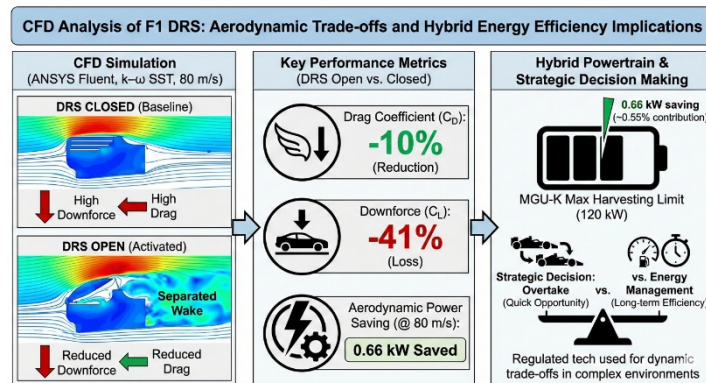 CFD Analysis of F1 DRS: Aerodynamic Trade-offs and Hybrid Energy Efficiency Implications
CFD Simulation
(ANSYS Fluent, k–ω SST, 80 m/s)
DRS CLOSED (Baseline)
High
Downforce
High
Drag
DRS OPEN (Activated)
Separated
Wake
Reduced
Downforce
Reduced
Drag
Key Performance Metrics
(DRS Open vs. Closed)
Drag Coefficient (CD):
-10%
(Reduction)
Downforce (CL):
-41%
(Loss)
Aerodynamic Power
Saving (@ 80 m/s):
0.66 kW Saved
Hybrid Powertrain &
Strategic Decision Making
0.66 kW saving
(~0.55% contribution)
MGU-K Max Harvesting Limit
(120 kW)
Strategic Decision:
Overtake
(Quick Opportunity)
vs.
vs. Energy
Management
(Long-term Efficiency)
Regulated tech used for dynamic
trade-offs in complex environments